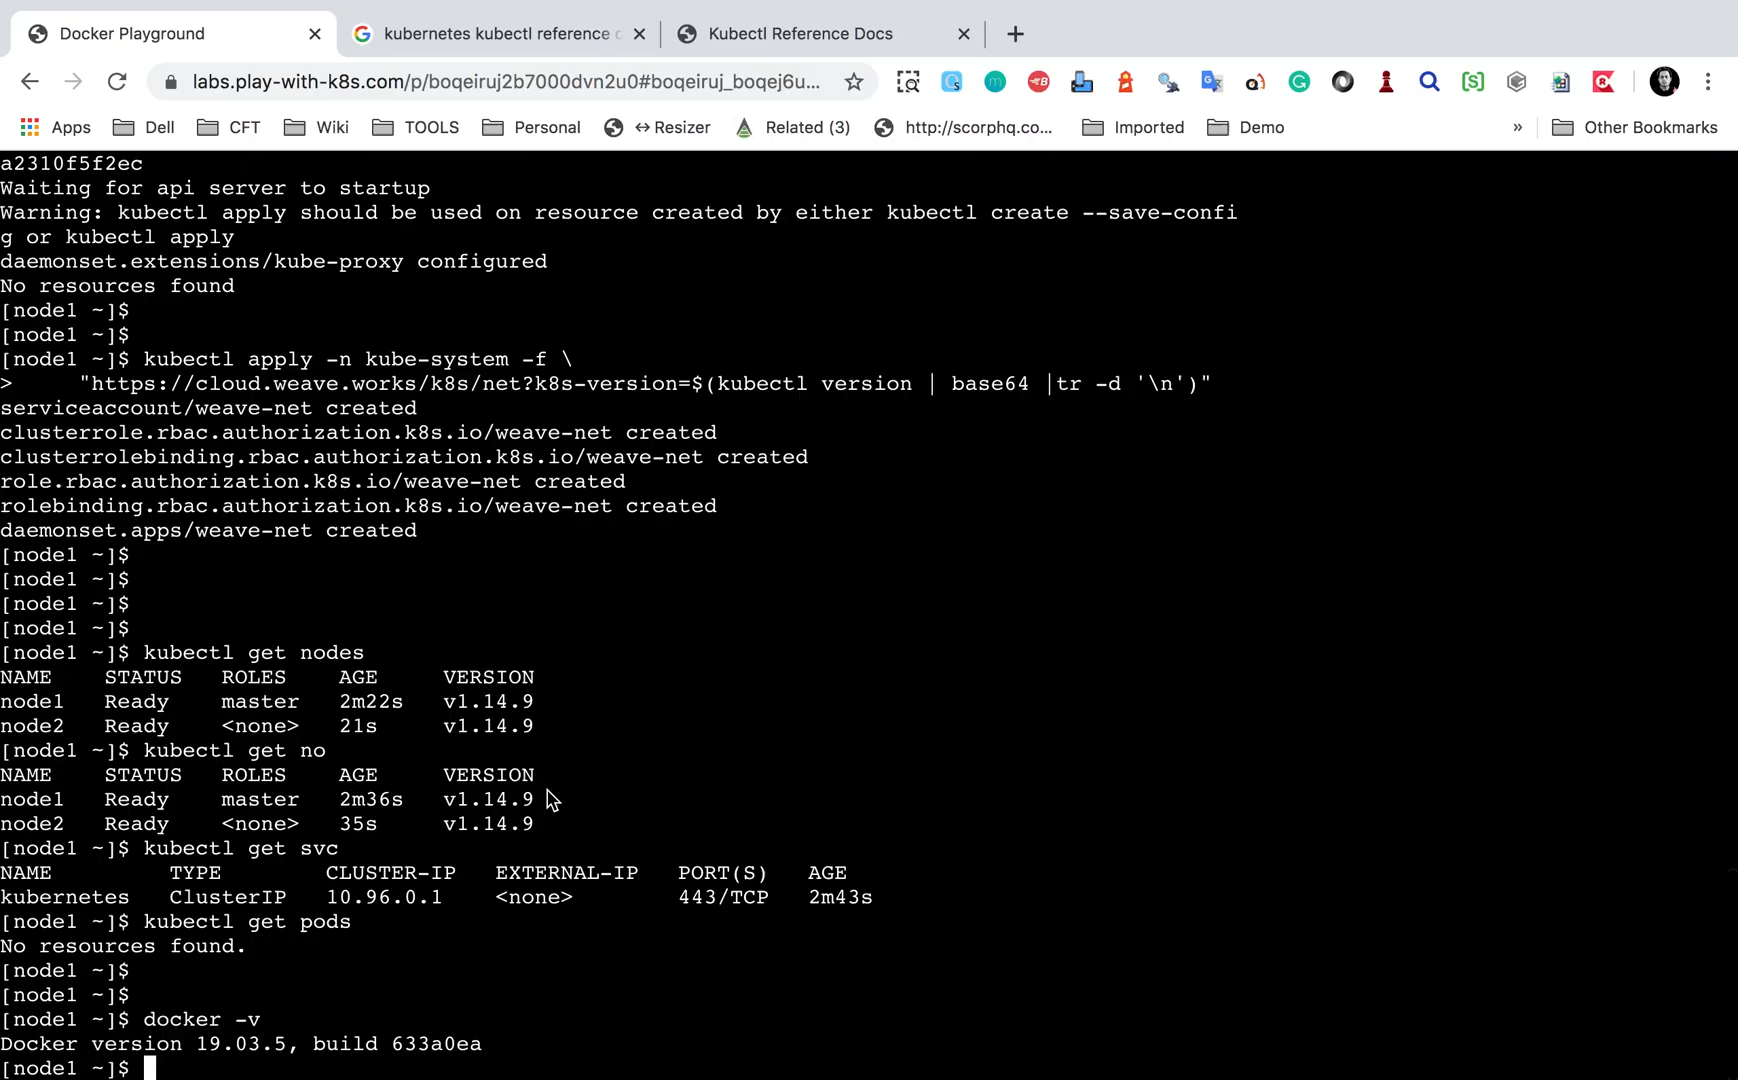 Docker Playground
kubernetes kubectl reference
Kubectl Reference Docs
labs.play-with-k8s.com/p/boqeiruj2b7000dvn2u0#boqeiruj_boqej6u...
Apps Dell CFT Wiki TOOLS Personal ↔Resizer Related (3) http://scorphq.co... Imported Demo » Other Bookmarks
a2310f5f2ec
Waiting for api server to startup
Warning: kubectl apply should be used on resource created by either kubectl create --save-confi
g or kubectl apply
daemonset.extensions/kube-proxy configured
No resources found
[node1 ~]$
[node1 ~]$
[node1 ~]$ kubectl apply -n kube-system -f \
>     "https://cloud.weave.works/k8s/net?k8s-version=$(kubectl version | base64 |tr -d '\n')"
serviceaccount/weave-net created
clusterrole.rbac.authorization.k8s.io/weave-net created
clusterrolebinding.rbac.authorization.k8s.io/weave-net created
role.rbac.authorization.k8s.io/weave-net created
rolebinding.rbac.authorization.k8s.io/weave-net created
daemonset.apps/weave-net created
[node1 ~]$
[node1 ~]$
[node1 ~]$
[node1 ~]$
[node1 ~]$ kubectl get nodes
NAME    STATUS   ROLES    AGE     VERSION
node1   Ready    master   2m22s   v1.14.9
node2   Ready    <none>   21s     v1.14.9
[node1 ~]$ kubectl get no
NAME    STATUS   ROLES    AGE     VERSION
node1   Ready    master   2m36s   v1.14.9
node2   Ready    <none>   35s     v1.14.9
[node1 ~]$ kubectl get svc
NAME         TYPE        CLUSTER-IP   EXTERNAL-IP   PORT(S)   AGE
kubernetes   ClusterIP   10.96.0.1    <none>        443/TCP   2m43s
[node1 ~]$ kubectl get pods
No resources found.
[node1 ~]$
[node1 ~]$
[node1 ~]$ docker -v
Docker version 19.03.5, build 633a0ea
[node1 ~]$